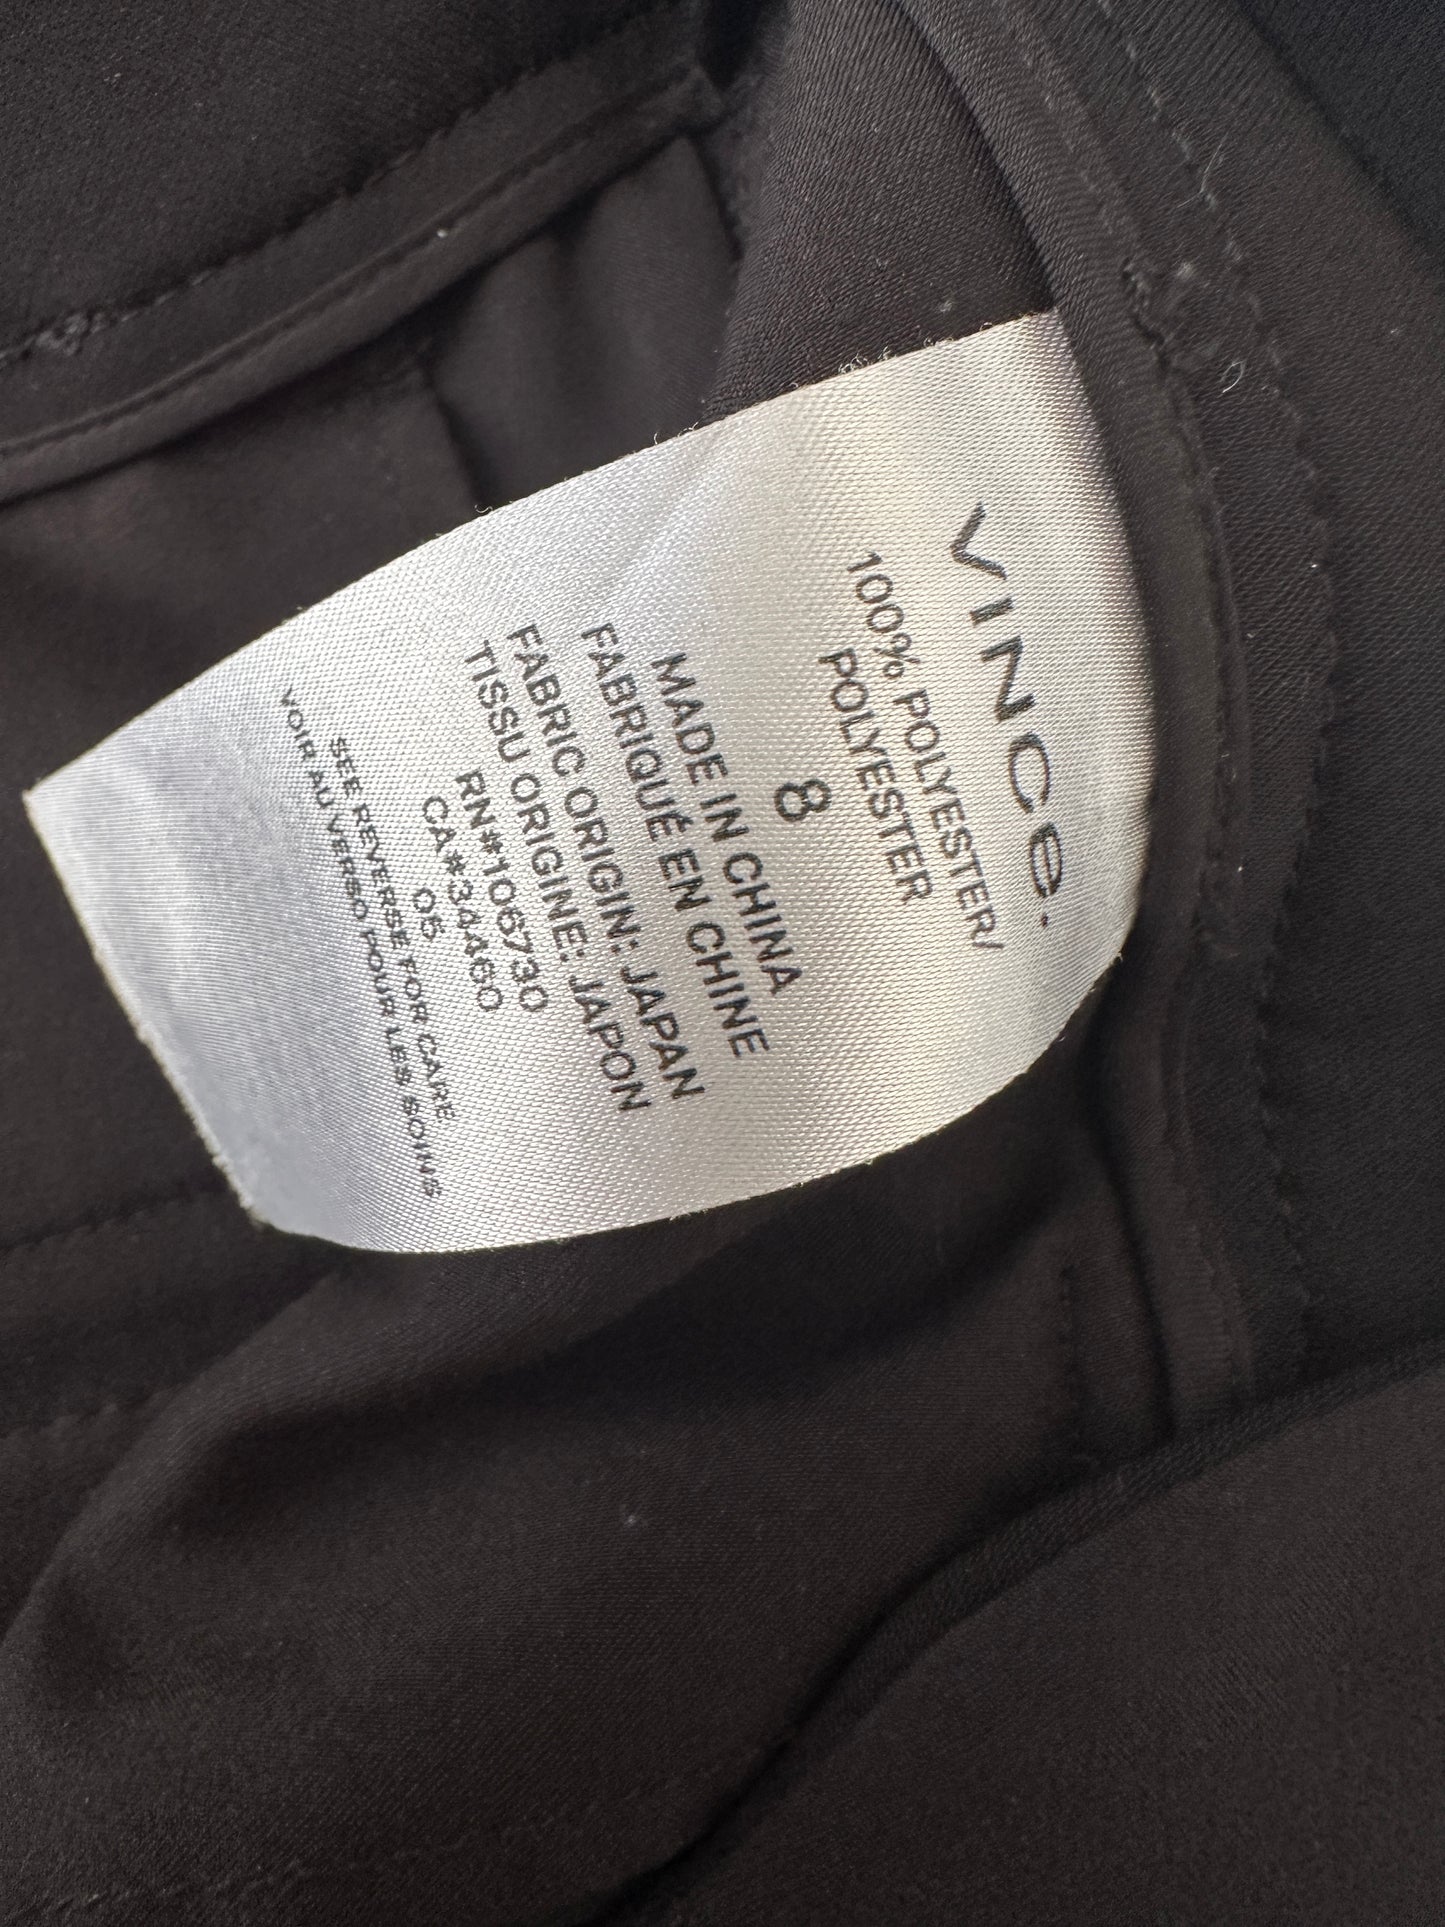 VINCE.
100% POLYESTER/
POLYESTER
8
MADE IN CHINA
FABRIQUÉ EN CHINE
FABRIC ORIGIN: JAPAN
TISSU ORIGINE: JAPON
RN#106730
CA#34460
05
SEE REVERSE FOR CARE
VOIR AU VERSO POUR LES SOINS